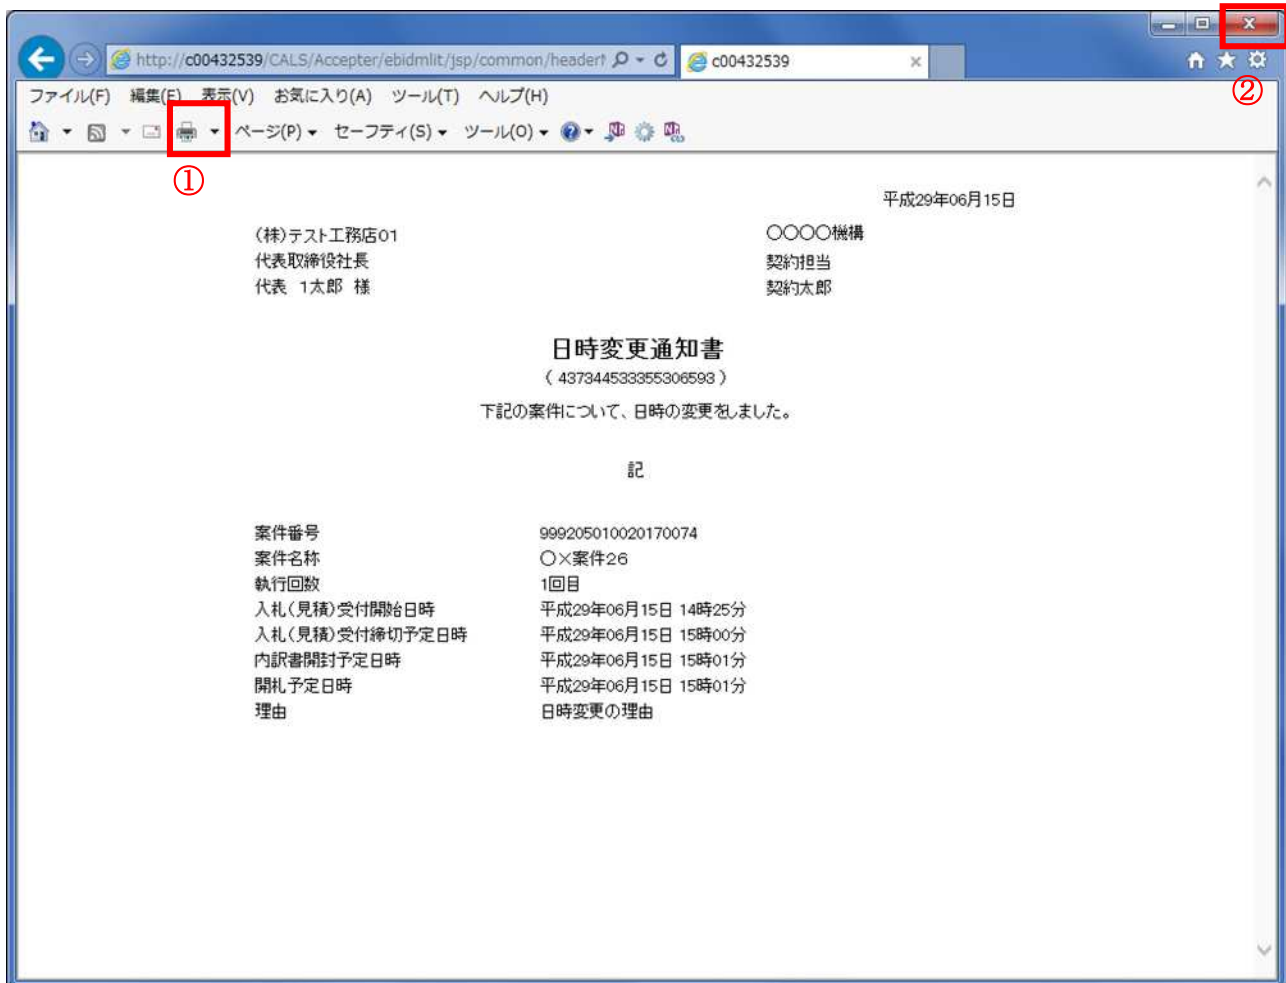 http://c00432539/CALS/Accepter/ebidmlit/jsp/common/header
c00432539
②
ファイル(F) 編集(E) 表示(V) お気に入り(A) ツール(T) ヘルプ(H)
ページ(P) セーフティ(S) ツール(O)
①
平成29年06月15日
(株)テスト工務店01
代表取締役社長
代表 1太郎 様
〇〇〇〇機構
契約担当
契約太郎
日時変更通知書
( 437344533355306593 )
下記の案件について、日時の変更をしました。
記
案件番号 999205010020170074
案件名称 〇×案件26
執行回数 1回目
入札(見積)受付開始日時 平成29年06月15日 14時25分
入札(見積)受付締切予定日時 平成29年06月15日 15時00分
内訳書開封予定日時 平成29年06月15日 15時01分
開札予定日時 平成29年06月15日 15時01分
理由 日時変更の理由